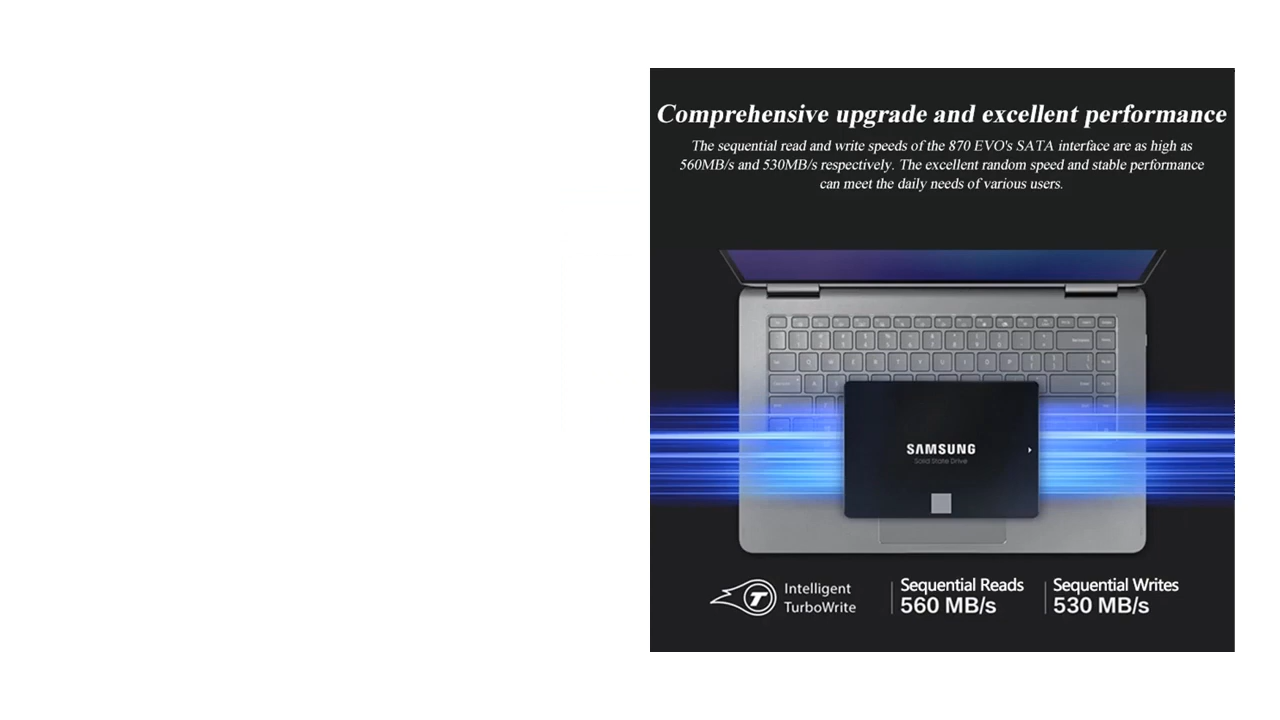 Comprehensive upgrade and excellent performance
The sequential read and write speeds of the 870 EVO's SATA interface are as high as
560MB/s and 530MB/s respectively. The excellent random speed and stable performance
can meet the daily needs of various users.
SAMSUNG
Solid State Drive
Intelligent
TurboWrite
Sequential Reads
560 MB/s
Sequential Writes
530 MB/s